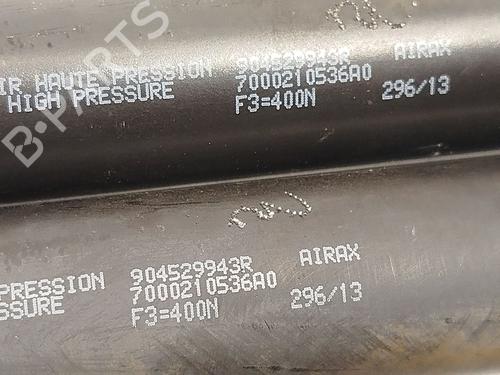 IR HAUTE PRESSION 904529943R AIRAX
HIGH PRESSURE 7000210536A0
F3=400N 296/13
PRESSION 904529943R AIRAX
SSURE 7000210536A0
F3=400N 296/13
B-PARTS